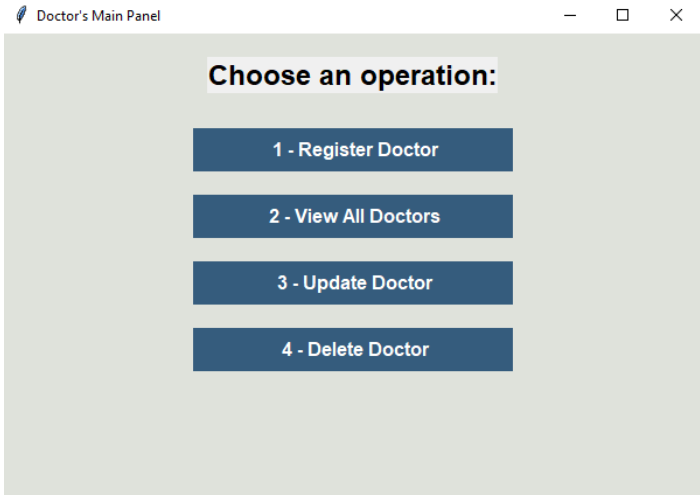 Doctor's Main Panel
Choose an operation:
1 - Register Doctor
2 - View All Doctors
3 - Update Doctor
4 - Delete Doctor